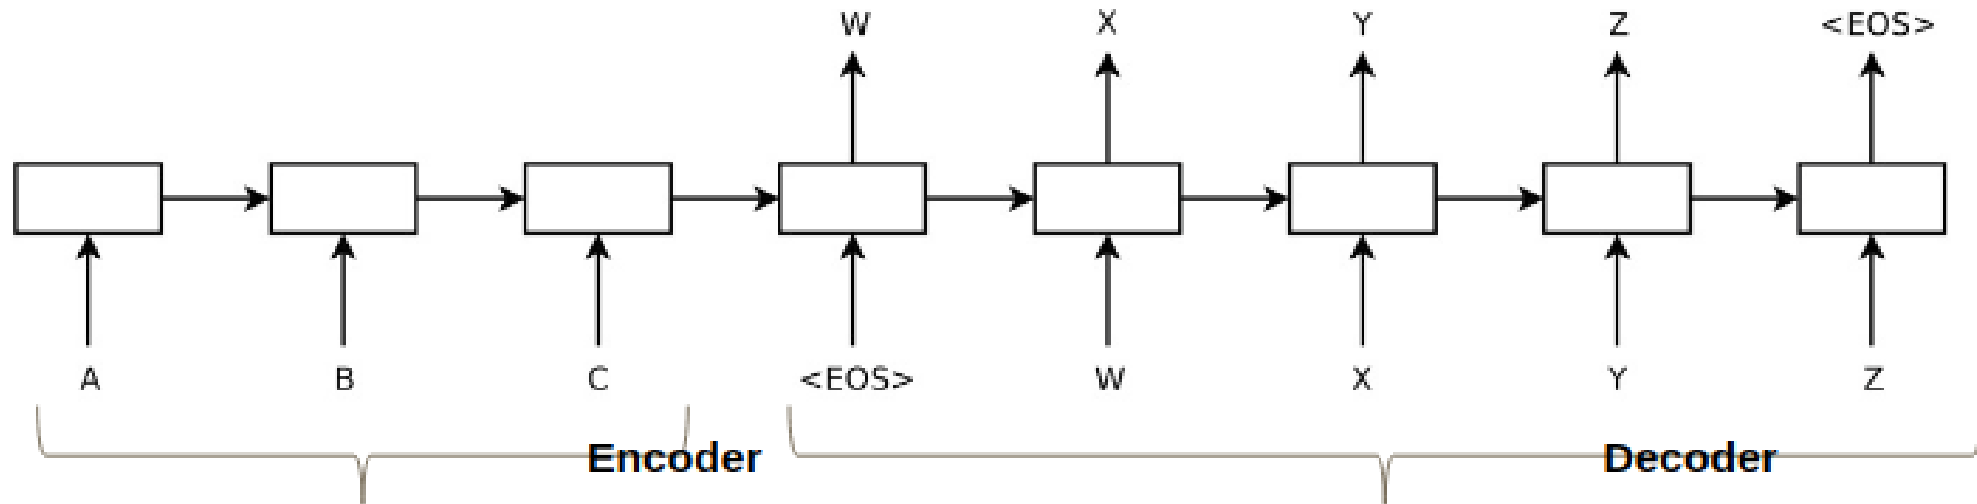 W X Y Z <EOS>
A B C <EOS> W X Y Z
Encoder Decoder